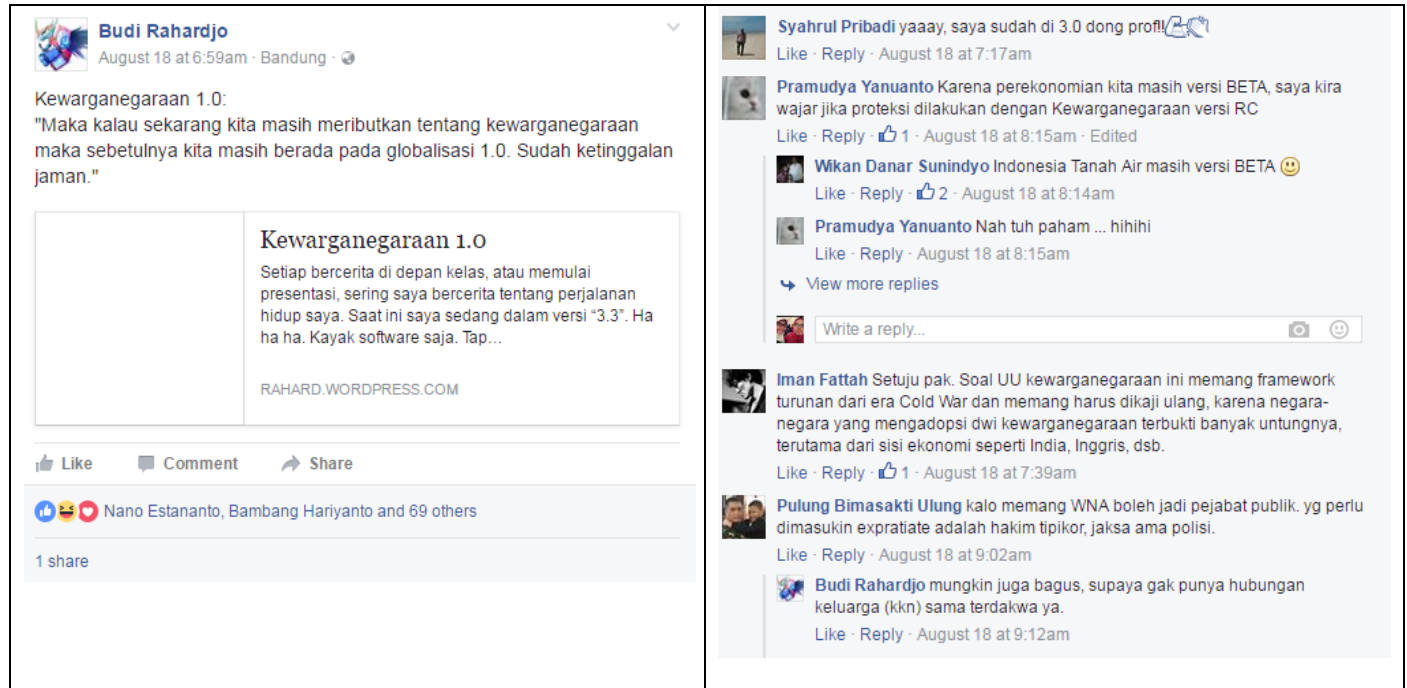 Budi Rahardjo
August 18 at 6:59am · Bandung ·
Kewarganegaraan 1.0:
"Maka kalau sekarang kita masih meributkan tentang kewarganegaraan
maka sebetulnya kita masih berada pada globalisasi 1.0. Sudah ketinggalan
jaman."
Kewarganegaraan 1.0
Setiap bercerita di depan kelas, atau memulai
presentasi, sering saya bercerita tentang perjalanan
hidup saya. Saat ini saya sedang dalam versi “3.3”. Ha
ha ha. Kayak software saja. Tap…
RAHARD.WORDPRESS.COM
Like Comment Share
Nano Estananto, Bambang Hariyanto and 69 others
1 share
Syahrul Pribadi yaaay, saya sudah di 3.0 dong prof!!
Like · Reply · August 18 at 7:17am
Pramudya Yanuanto Karena perekonomian kita masih versi BETA, saya kira
wajar jika proteksi dilakukan dengan Kewarganegaraan versi RC
Like · Reply · 1 · August 18 at 8:15am · Edited
Wikan Danar Sunindyo Indonesia Tanah Air masih versi BETA
Like · Reply · 2 · August 18 at 8:14am
Pramudya Yanuanto Nah tuh paham ... hihihi
Like · Reply · August 18 at 8:15am
View more replies
Write a reply...
Iman Fattah Setuju pak. Soal UU kewarganegaraan ini memang framework
turunan dari era Cold War dan memang harus dikaji ulang, karena negara-
negara yang mengadopsi dwi kewarganegaraan terbukti banyak untungnya,
terutama dari sisi ekonomi seperti India, Inggris, dsb.
Like · Reply · 1 · August 18 at 7:39am
Pulung Bimasakti Ulung kalo memang WNA boleh jadi pejabat publik. yg perlu
dimasukin expratiate adalah hakim tipikor, jaksa ama polisi.
Like · Reply · August 18 at 9:02am
Budi Rahardjo mungkin juga bagus, supaya gak punya hubungan
keluarga (kkn) sama terdakwa ya.
Like · Reply · August 18 at 9:12am